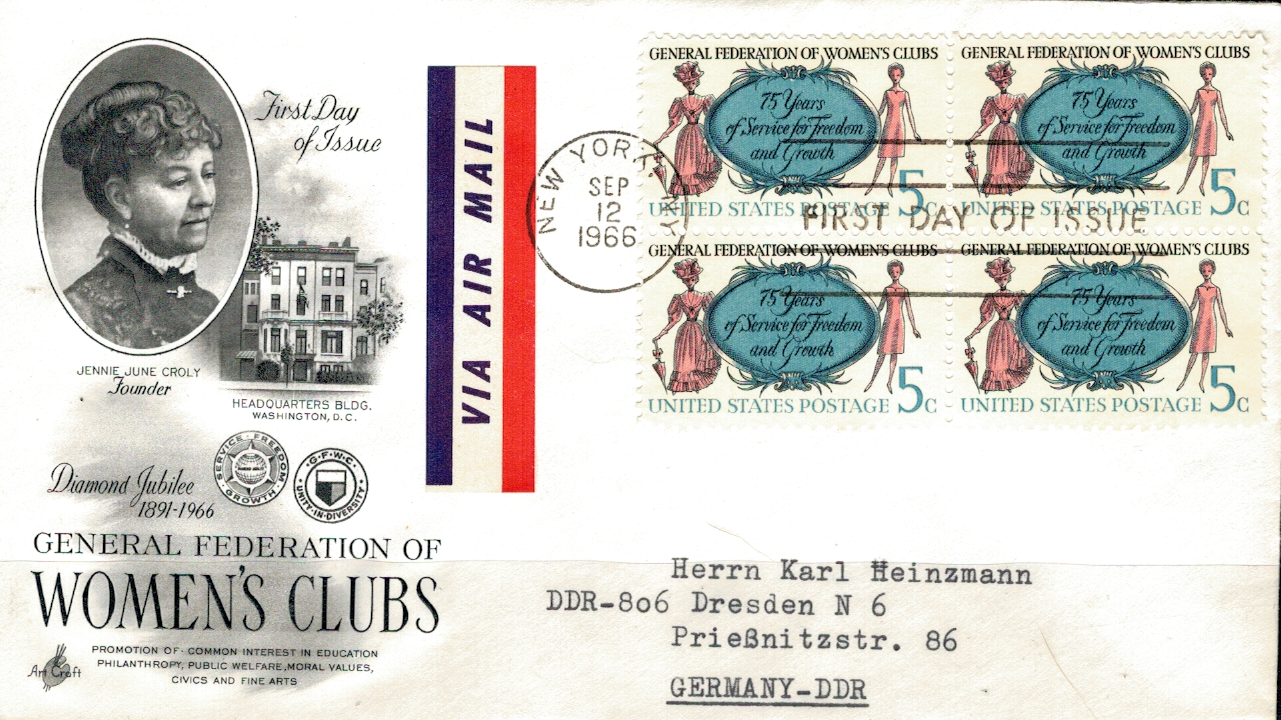 First Day
of Issue
JENNIE JUNE CROLY
Founder
HEADQUARTERS BLDG.
WASHINGTON, D.C.
SERVICE · FREEDOM · GROWTH
G·F·W·C·
UNITY-IN-DIVERSITY
Diamond Jubilee
1891-1966
GENERAL FEDERATION OF
WOMEN'S CLUBS
PROMOTION OF COMMON INTEREST IN EDUCATION
PHILANTHROPY, PUBLIC WELFARE, MORAL VALUES,
CIVICS AND FINE ARTS
Art Craft
VIA AIR MAIL
NEW YORK, N.Y.
SEP
12
1966
FIRST DAY OF ISSUE
GENERAL FEDERATION OF WOMEN'S CLUBS
75 Years
of Service for Freedom
and Growth
UNITED STATES POSTAGE 5c
GENERAL FEDERATION OF WOMEN'S CLUBS
75 Years
of Service for Freedom
and Growth
UNITED STATES POSTAGE 5c
GENERAL FEDERATION OF WOMEN'S CLUBS
75 Years
of Service for Freedom
and Growth
UNITED STATES POSTAGE 5c
GENERAL FEDERATION OF WOMEN'S CLUBS
75 Years
of Service for Freedom
and Growth
UNITED STATES POSTAGE 5c
Herrn Karl Heinzmann
DDR-806 Dresden N 6
Prießnitzstr. 86
GERMANY-DDR